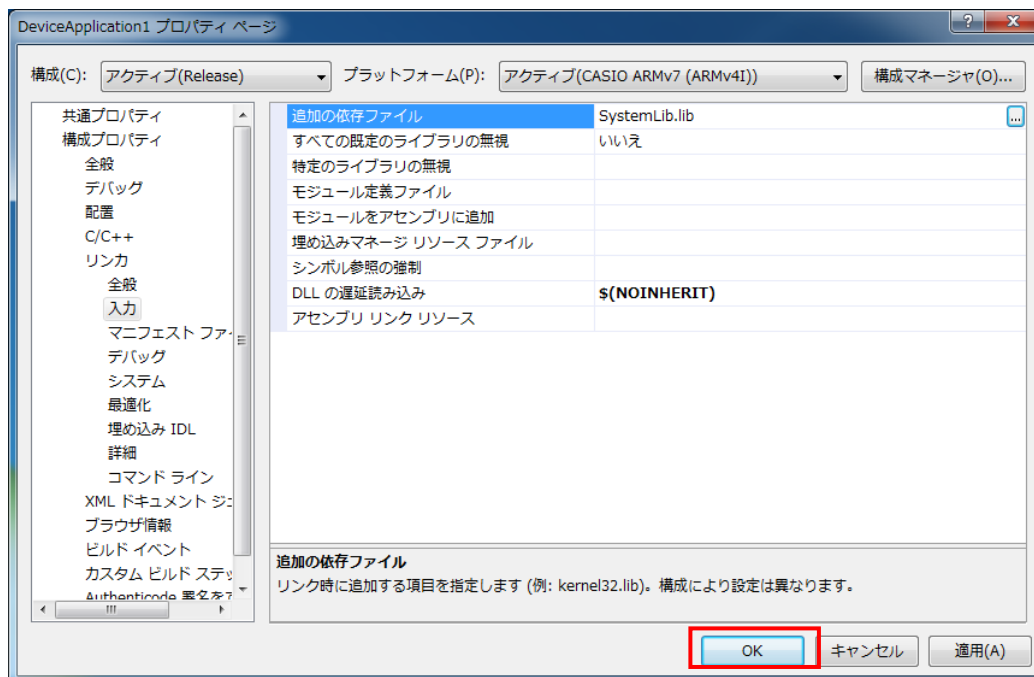 DeviceApplication1 プロパティ ページ
構成(C): アクティブ(Release) プラットフォーム(P): アクティブ(CASIO ARMv7 (ARMv4I)) 構成マネージャ(O)...
共通プロパティ
構成プロパティ
全般
デバッグ
配置
C/C++
リンカ
全般
入力
マニフェスト ファイ
デバッグ
システム
最適化
埋め込み IDL
詳細
コマンド ライン
XML ドキュメント ジェ
ブラウザ情報
ビルド イベント
カスタム ビルド ステッ
Authenticode 署名を
追加の依存ファイル SystemLib.lib ...
すべての既定のライブラリの無視 いいえ
特定のライブラリの無視
モジュール定義ファイル
モジュールをアセンブリに追加
埋め込みマネージ リソース ファイル
シンボル参照の強制
DLL の遅延読み込み $(NOINHERIT)
アセンブリ リンク リソース
追加の依存ファイル
リンク時に追加する項目を指定します (例: kernel32.lib)。構成により設定は異なります。
OK キャンセル 適用(A)